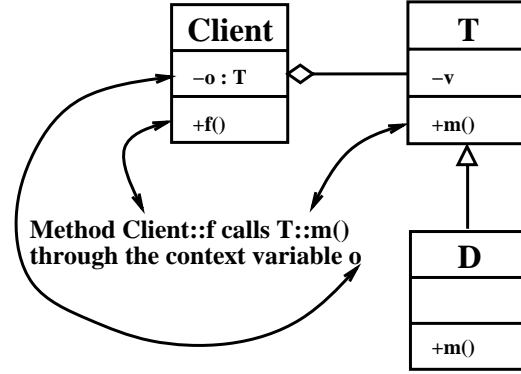 Client
−o : T
+f()
T
−v
+m()
Method Client::f calls T::m()
through the context variable o
D
+m()